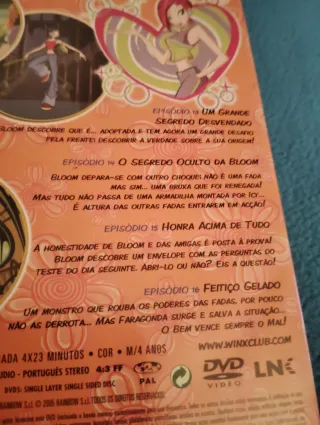 EPISÓDIO 13 UM GRANDE
SEGREDO DESVENDADO
BLOOM DESCOBRE QUE É... ADOPTADA E TEM AGORA UM GRANDE DESAFIO
PELA FRENTE: DESCOBRIR A VERDADE SOBRE A SUA ORIGEM!
EPISÓDIO 14 O SEGREDO OCULTO DA BLOOM
BLOOM DEPARA-SE COM OUTRO CHOQUE: NÃO É UMA FADA
MAS SIM... UMA BRUXA QUE FOI RENEGADA!
MAS TUDO NÃO PASSA DE UMA ARMADILHA MONTADA POR ICY...
É ALTURA DAS OUTRAS FADAS ENTRAREM EM ACÇÃO!
EPISÓDIO 15 HONRA ACIMA DE TUDO
A HONESTIDADE DE BLOOM E DAS AMIGAS É POSTA À PROVA!
BLOOM DESCOBRE UM ENVELOPE COM AS PERGUNTAS DO
TESTE DO DIA SEGUINTE. ABRI-LO OU NÃO? EIS A QUESTÃO!
EPISÓDIO 16 FEITIÇO GELADO
UM MONSTRO QUE ROUBA OS PODERES DAS FADAS, POR POUCO
NÃO AS DERROTA... MAS FARAGONDA SURGE E SALVA A SITUAÇÃO...
O BEM VENCE SEMPRE O MAL!
ADA 4X23 MINUTOS • COR • M/4 ANOS
WWW.WINXCLUB.COM
UDIO - PORTUGUÊS STEREO 4:3 FF
PAL
DVD VIDEO
LNK
DVD5: SINGLE LAYER SINGLE SIDED DISC